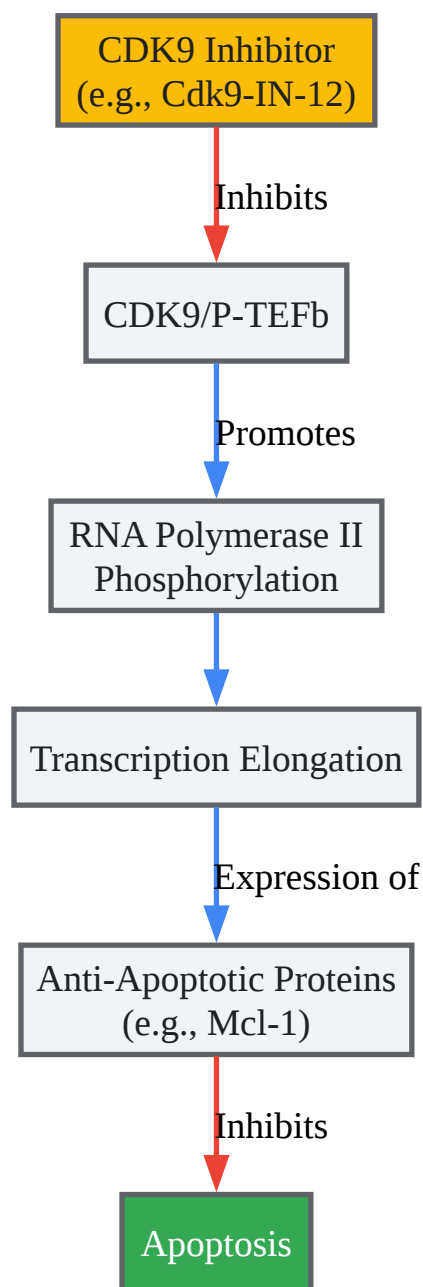 CDK9 Inhibitor
(e.g., Cdk9-IN-12)
Inhibits
CDK9/P-TEFb
Promotes
RNA Polymerase II
Phosphorylation
Transcription Elongation
Expression of
Anti-Apoptotic Proteins
(e.g., Mcl-1)
Inhibits
Apoptosis